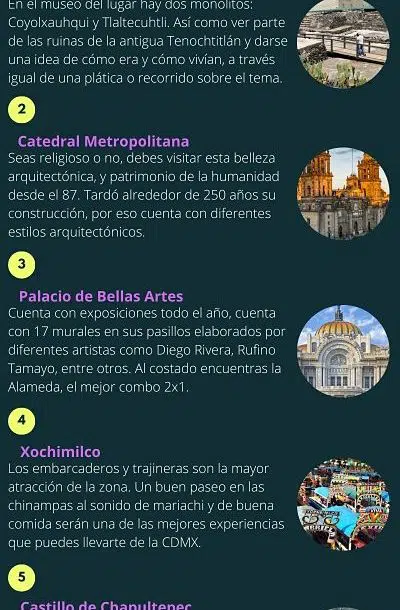 En el museo del lugar hay dos monolitos:
Coyolxauhqui y Tlaltecuhtli. Así como ver parte
de las ruinas de la antigua Tenochtitlán y darse
una idea de cómo era y cómo vivían, a través
igual de una plática o recorrido sobre el tema.
2
Catedral Metropolitana
Seas religioso o no, debes visitar esta belleza
arquitectónica, y patrimonio de la humanidad
desde el 87. Tardó alrededor de 250 años su
construcción, por eso cuenta con diferentes
estilos arquitectónicos.
3
Palacio de Bellas Artes
Cuenta con exposiciones todo el año, cuenta
con 17 murales en sus pasillos elaborados por
diferentes artistas como Diego Rivera, Rufino
Tamayo, entre otros. Al costado encuentras la
Alameda, el mejor combo 2x1.
4
Xochimilco
Los embarcaderos y trajineras son la mayor
atracción de la zona. Un buen paseo en las
chinampas al sonido de mariachi y de buena
comida serán una de las mejores experiencias
que puedes llevarte de la CDMX.
5
Castillo de Chapultepec